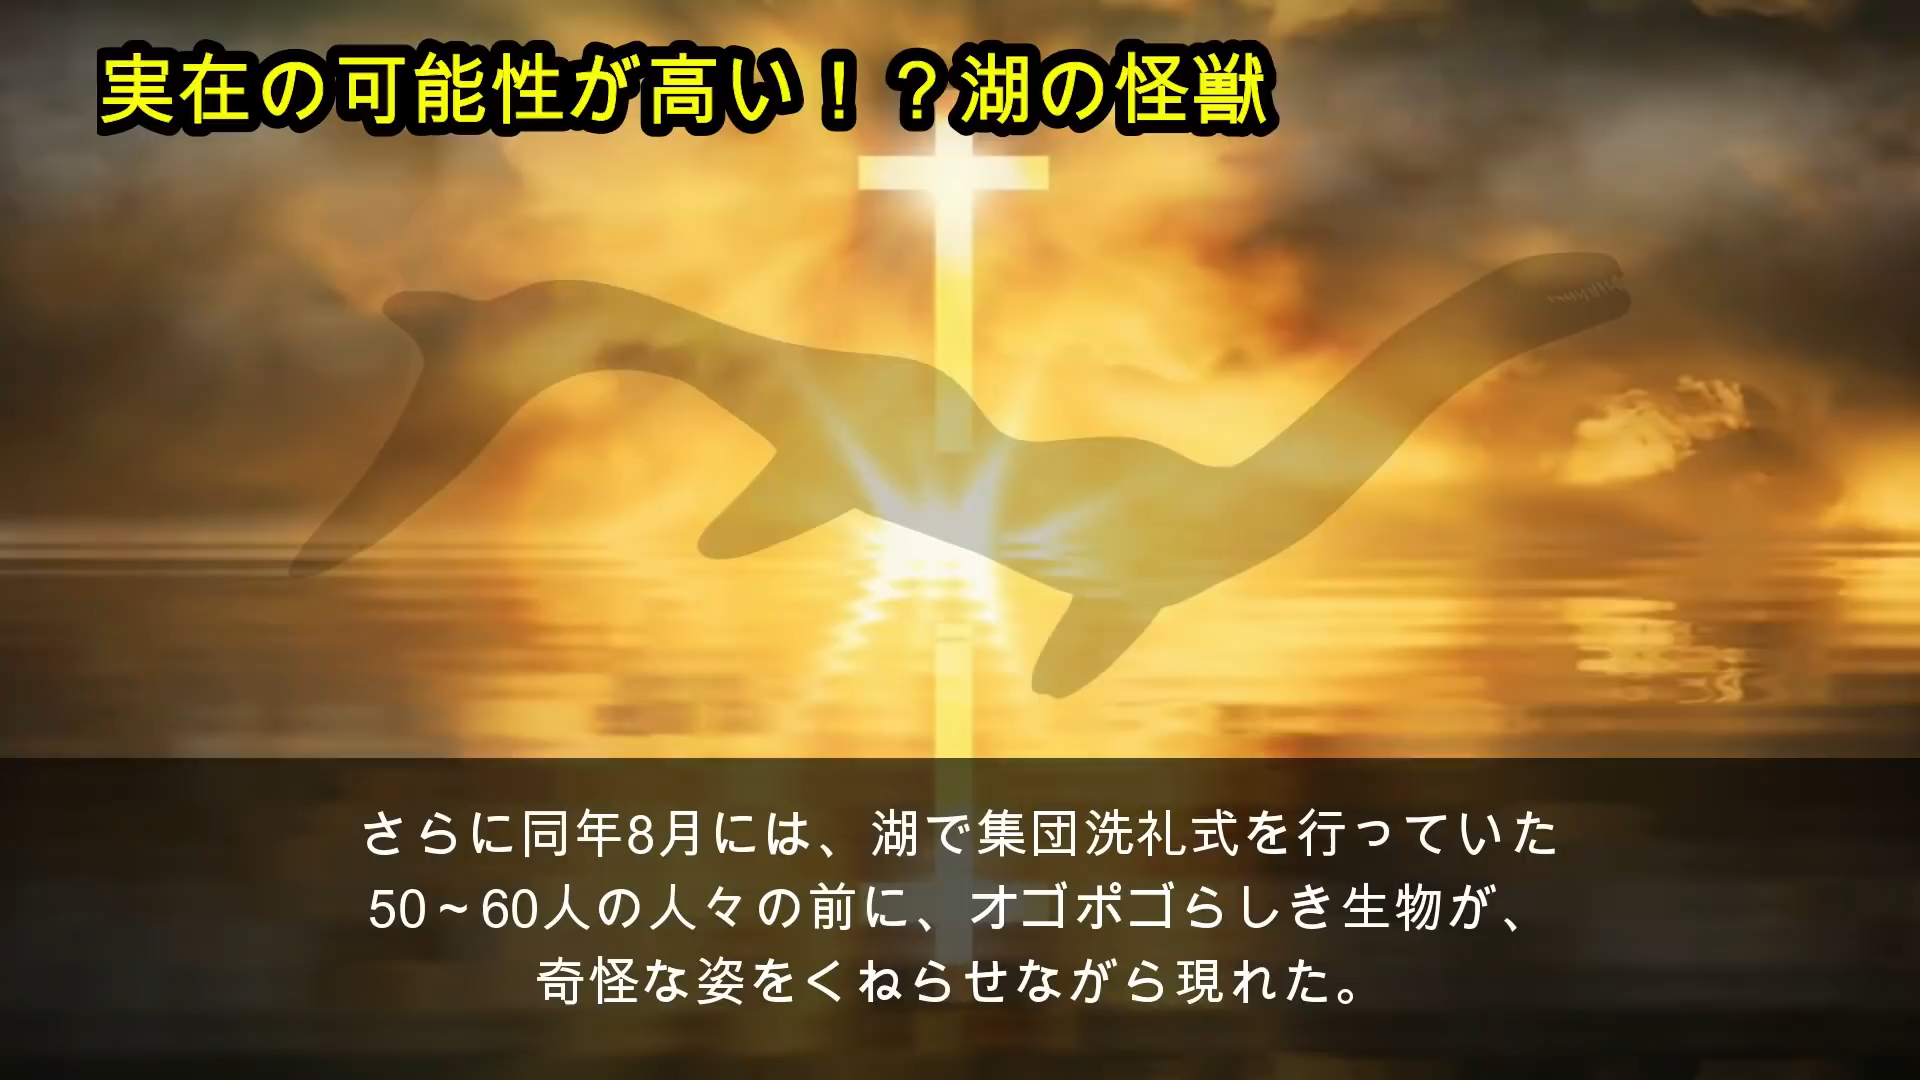 実在の可能性が高い！？湖の怪獣
さらに同年8月には、湖で集団洗礼式を行っていた
50～60人の人々の前に、オゴポゴらしき生物が、
奇怪な姿をくねらせながら現れた。